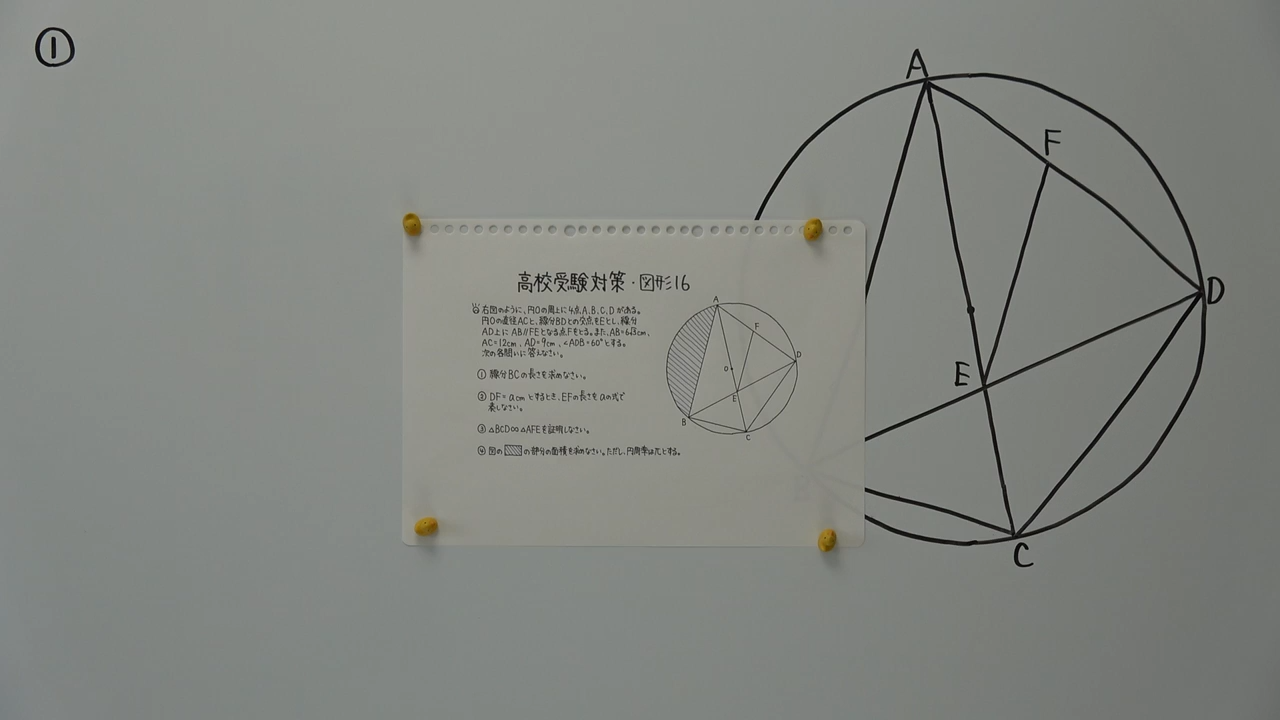 ①
高校受験対策・図形16
右図のように、円Oの周上に4点A,B,C,Dがある。
円Oの直径ACと、線分BDとの交点をEとし、線分
AD上に AB//FEとなる点Fをとる。また、AB=6√3cm、
AC=12cm、AD=9cm、∠ADB=60°とする。
次の各問いに答えなさい。
① 線分BCの長さを求めなさい。
② DF=acm とするとき、EFの長さをaの式で
表しなさい。
③ △BCD∽△AFEを証明しなさい。
④ 図の の部分の面積を求めなさい。ただし、円周率はπとする。
A
F
D
O
E
B
C
A
F
D
E
C